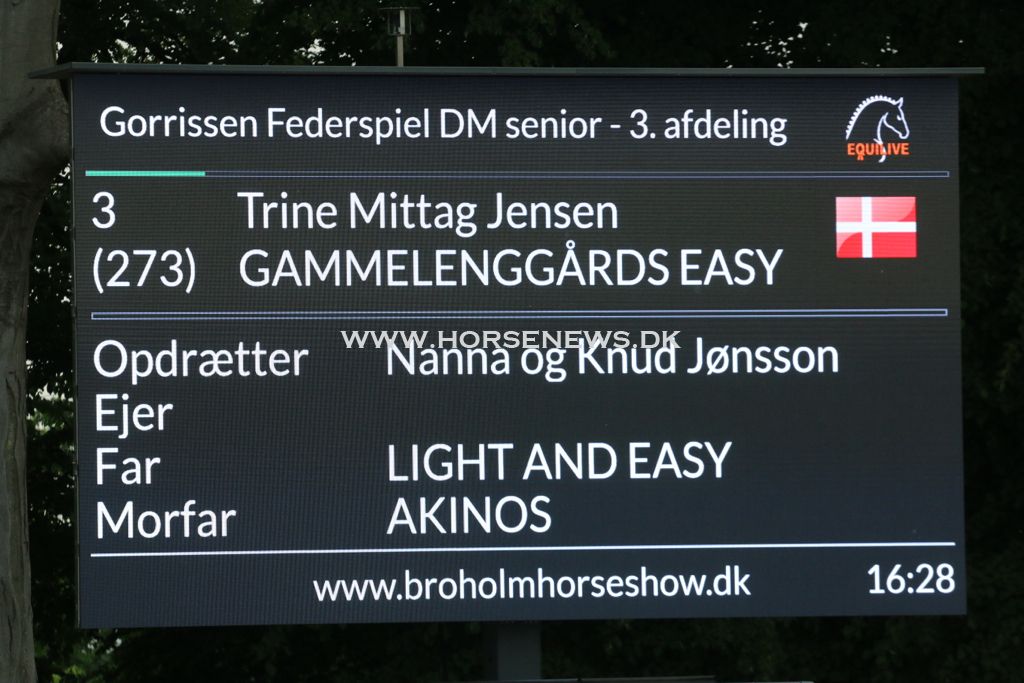 Gorrissen Federspiel DM senior - 3. afdeling
EQUILIVE
3 Trine Mittag Jensen
(273) GAMMELENGGÅRDS EASY
WWW.HORSENEWS.DK
Opdrætter Nanna og Knud Jønsson
Ejer
Far LIGHT AND EASY
Morfar AKINOS
www.broholmhorseshow.dk 16:28